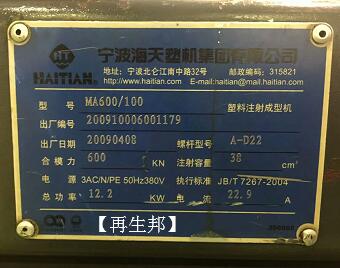 宁波海天塑机集团有限公司
HAITIAN
宁波北仑江南中路32号 邮政编码:315821
http://www.haitian.com E-mail:haitian@mail.haitian.com
型号 MA600/100 塑料注射成型机
出厂编号 200910006001179
出厂日期 20090408 螺杆型号 A-D22
合模力 600 KN 注射容量 38 cm³
电源 3AC/N/PE 50Hz380V 执行标准 JB/T7267-2004
总功率 12.2 KW 电流 22.9 A
【再生邦】